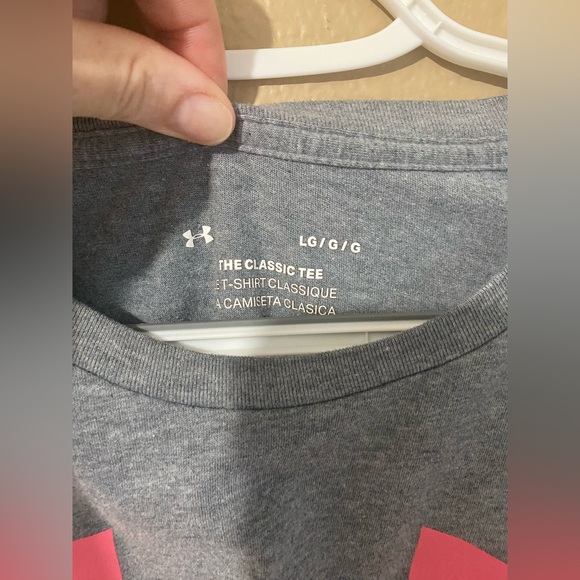 LG / G / G
THE CLASSIC TEE
T-SHIRT CLASSIQUE
CAMISETA CLASICA